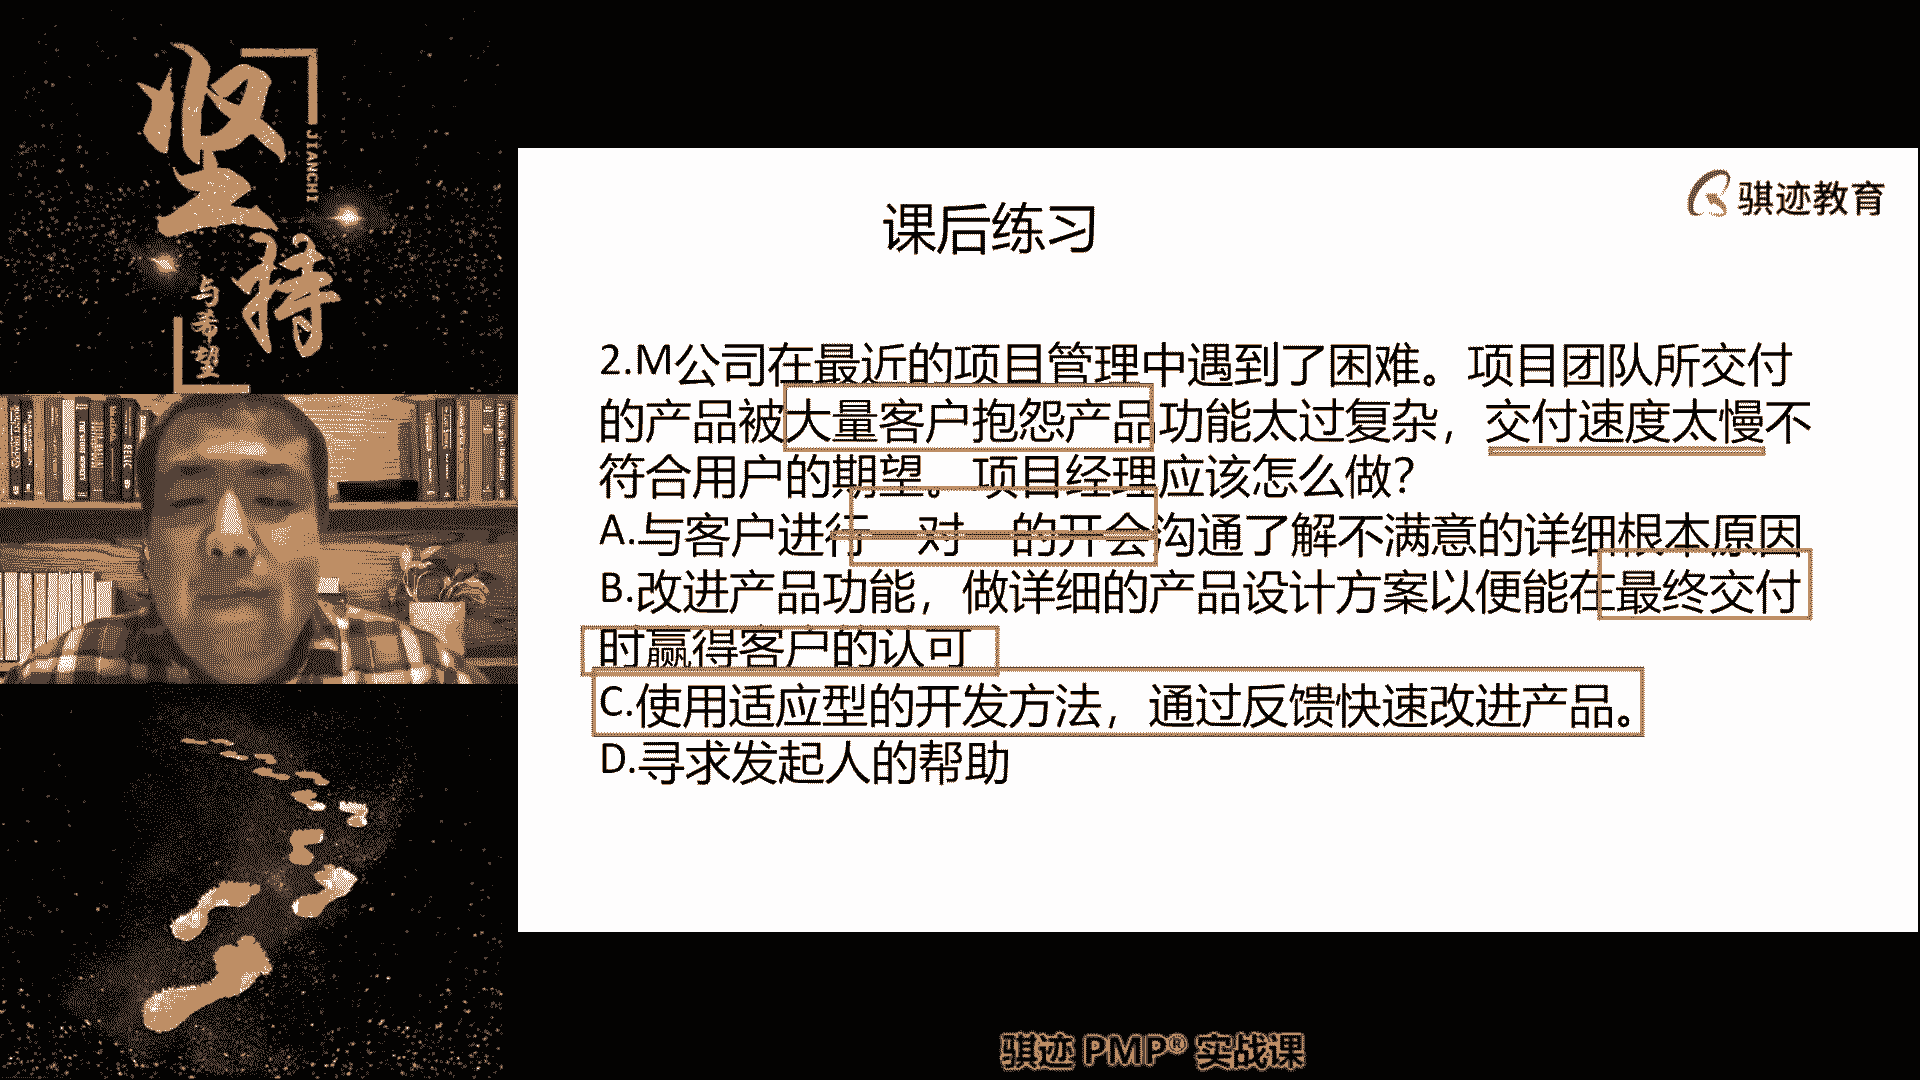 坚持
JIANCHI
与希望
骐迹教育
课后练习
2.M公司在最近的项目管理中遇到了困难。项目团队所交付
的产品被大量客户抱怨产品功能太过复杂，交付速度太慢不
符合用户的期望。项目经理应该怎么做？
A.与客户进行一对一的开会沟通了解不满意的详细根本原因
B.改进产品功能，做详细的产品设计方案以便能在最终交付
时赢得客户的认可
C.使用适应型的开发方法，通过反馈快速改进产品。
D.寻求发起人的帮助
骐迹 PMP® 实战课